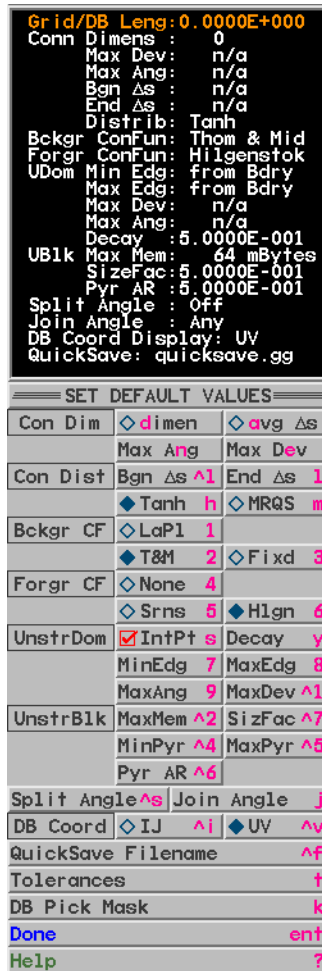 Grid/DB Leng:0.0000E+000
Conn Dimens : 0
Max Dev: n/a
Max Ang: n/a
Bgn Δs : n/a
End Δs : n/a
Distrib: Tanh
Bckgr ConFun: Thom & Mid
Forgr ConFun: Hilgenstok
UDom Min Edg: from Bdry
Max Edg: from Bdry
Max Dev: n/a
Max Ang: n/a
Decay :5.0000E-001
UBlk Max Mem: 64 mBytes
SizeFac:5.0000E-001
Pyr AR :5.0000E-001
Split Angle : Off
Join Angle : Any
DB Coord Display: UV
QuickSave: quicksave.gg
SET DEFAULT VALUES
Con Dim dimen avg Δs
Max Ang Max Dev
Con Dist Bgn Δs ^l End Δs l
Tanh h MRQS m
Bckgr CF LaPl 1
T&M 2 Fixd 3
Forgr CF None 4
Srns 5 Hlgn 6
UnstrDom IntPt s Decay y
MinEdg 7 MaxEdg 8
MaxAng 9 MaxDev ^1
UnstrBlk MaxMem ^2 SizFac ^7
MinPyr ^4 MaxPyr ^5
Pyr AR ^6
Split Angle ^s Join Angle j
DB Coord IJ ^i UV ^v
QuickSave Filename ^f
Tolerances t
DB Pick Mask k
Done ent
Help ?